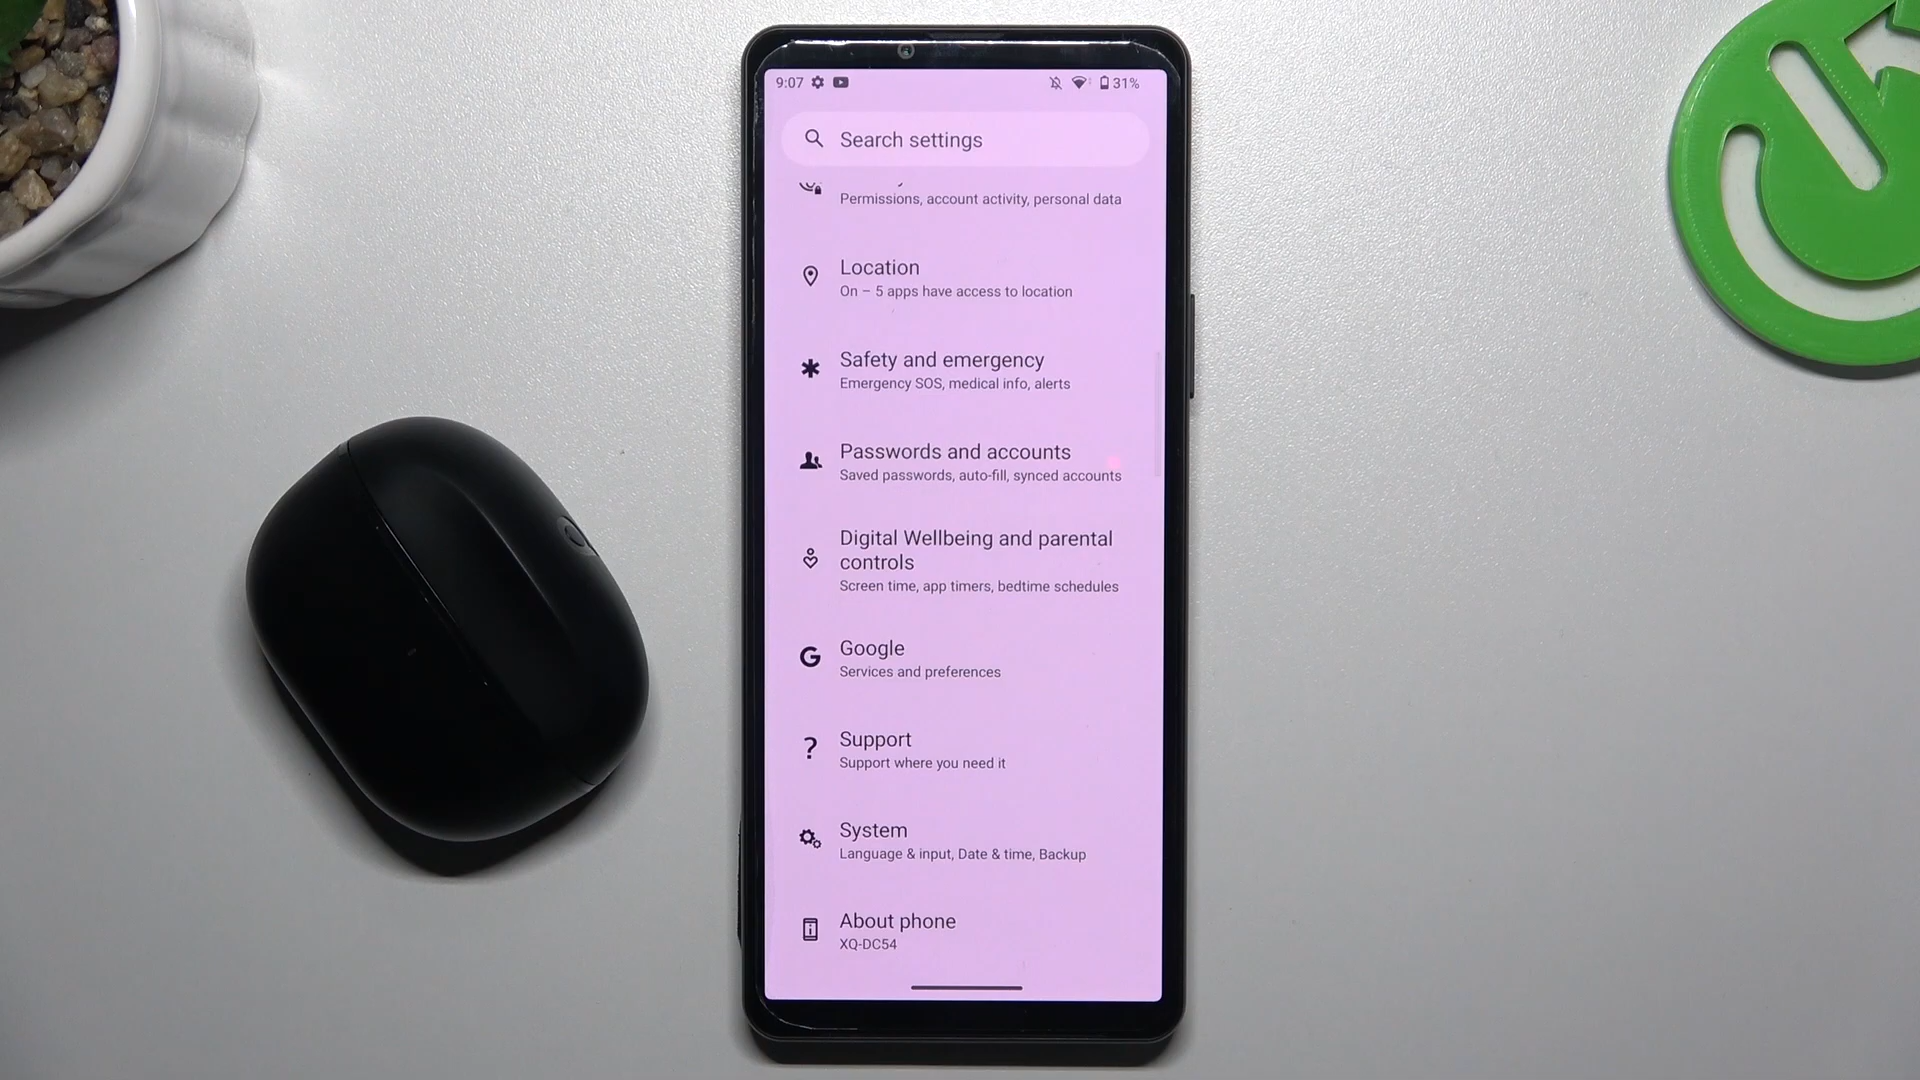 9:07 31%
Search settings
Permissions, account activity, personal data
Location
On – 5 apps have access to location
Safety and emergency
Emergency SOS, medical info, alerts
Passwords and accounts
Saved passwords, auto-fill, synced accounts
Digital Wellbeing and parental
controls
Screen time, app timers, bedtime schedules
Google
Services and preferences
Support
Support where you need it
System
Language & input, Date & time, Backup
About phone
XQ-DC54